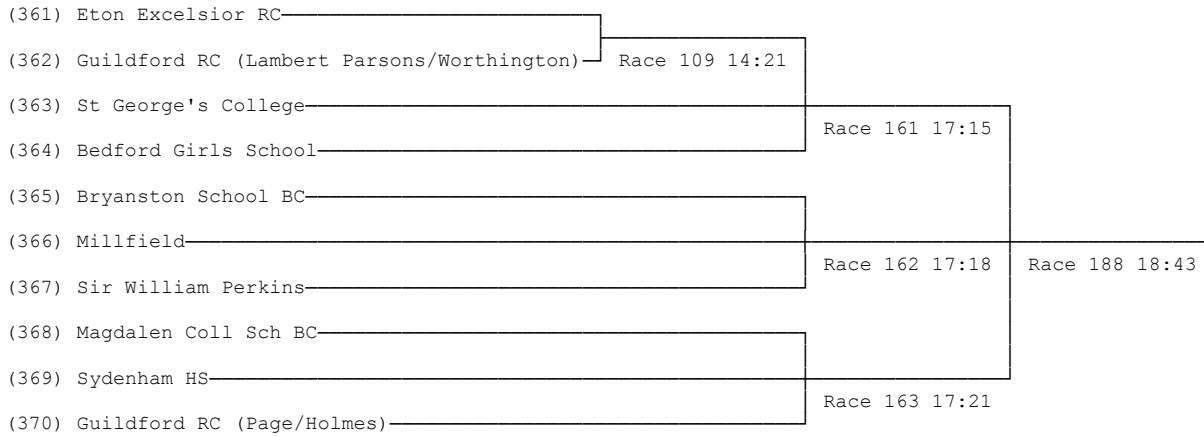 (361) Eton Excelsior RC
(362) Guildford RC (Lambert Parsons/Worthington) Race 109 14:21
(363) St George's College
Race 161 17:15
(364) Bedford Girls School
(365) Bryanston School BC
(366) Millfield
Race 162 17:18 Race 188 18:43
(367) Sir William Perkins
(368) Magdalen Coll Sch BC
(369) Sydenham HS
Race 163 17:21
(370) Guildford RC (Page/Holmes)